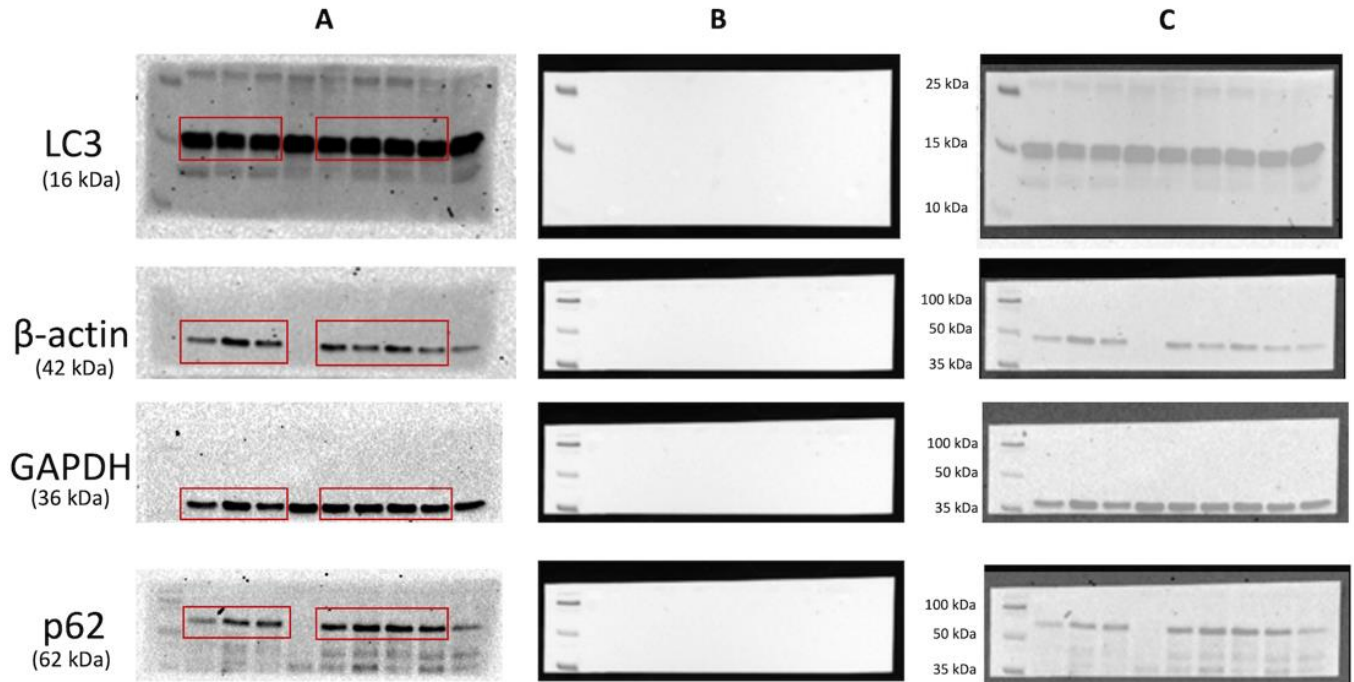 A
B
C
LC3
(16 kDa)
25 kDa
15 kDa
10 kDa
β-actin
(42 kDa)
100 kDa
50 kDa
35 kDa
GAPDH
(36 kDa)
100 kDa
50 kDa
35 kDa
p62
(62 kDa)
100 kDa
50 kDa
35 kDa